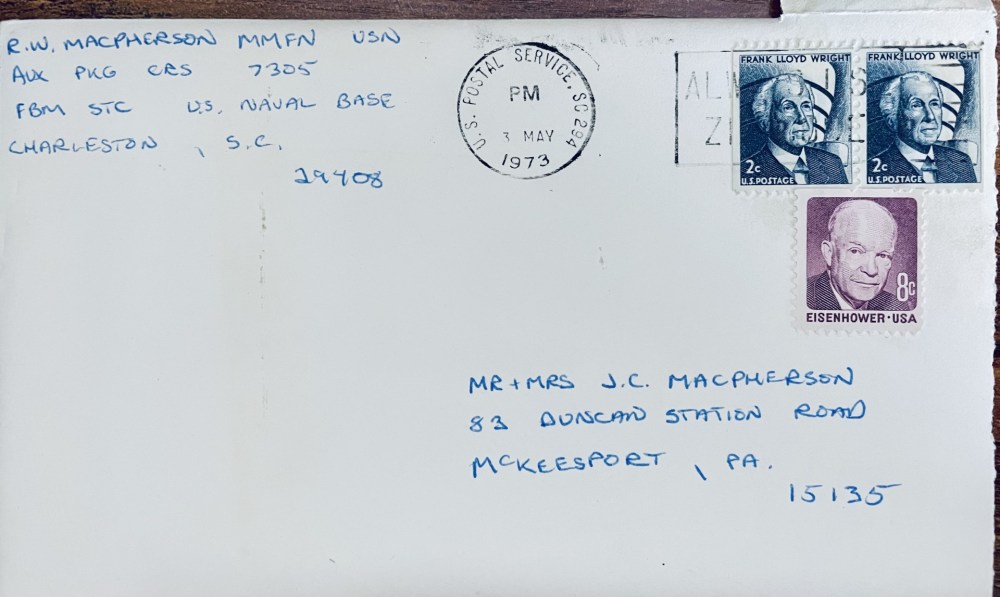 R.W. MACPHERSON MMFN USN
AUX PKG CRS 7305
FBM STC U.S. NAVAL BASE
CHARLESTON, S.C.
29408
U.S. POSTAL SERVICE, SC 294
PM
3 MAY
1973
FRANK LLOYD WRIGHT
2c
U.S. POSTAGE
FRANK LLOYD WRIGHT
2c
U.S. POSTAGE
8c
EISENHOWER·USA
MR + MRS J.C. MACPHERSON
83 DUNCAN STATION ROAD
MCKEESPORT, PA.
15135